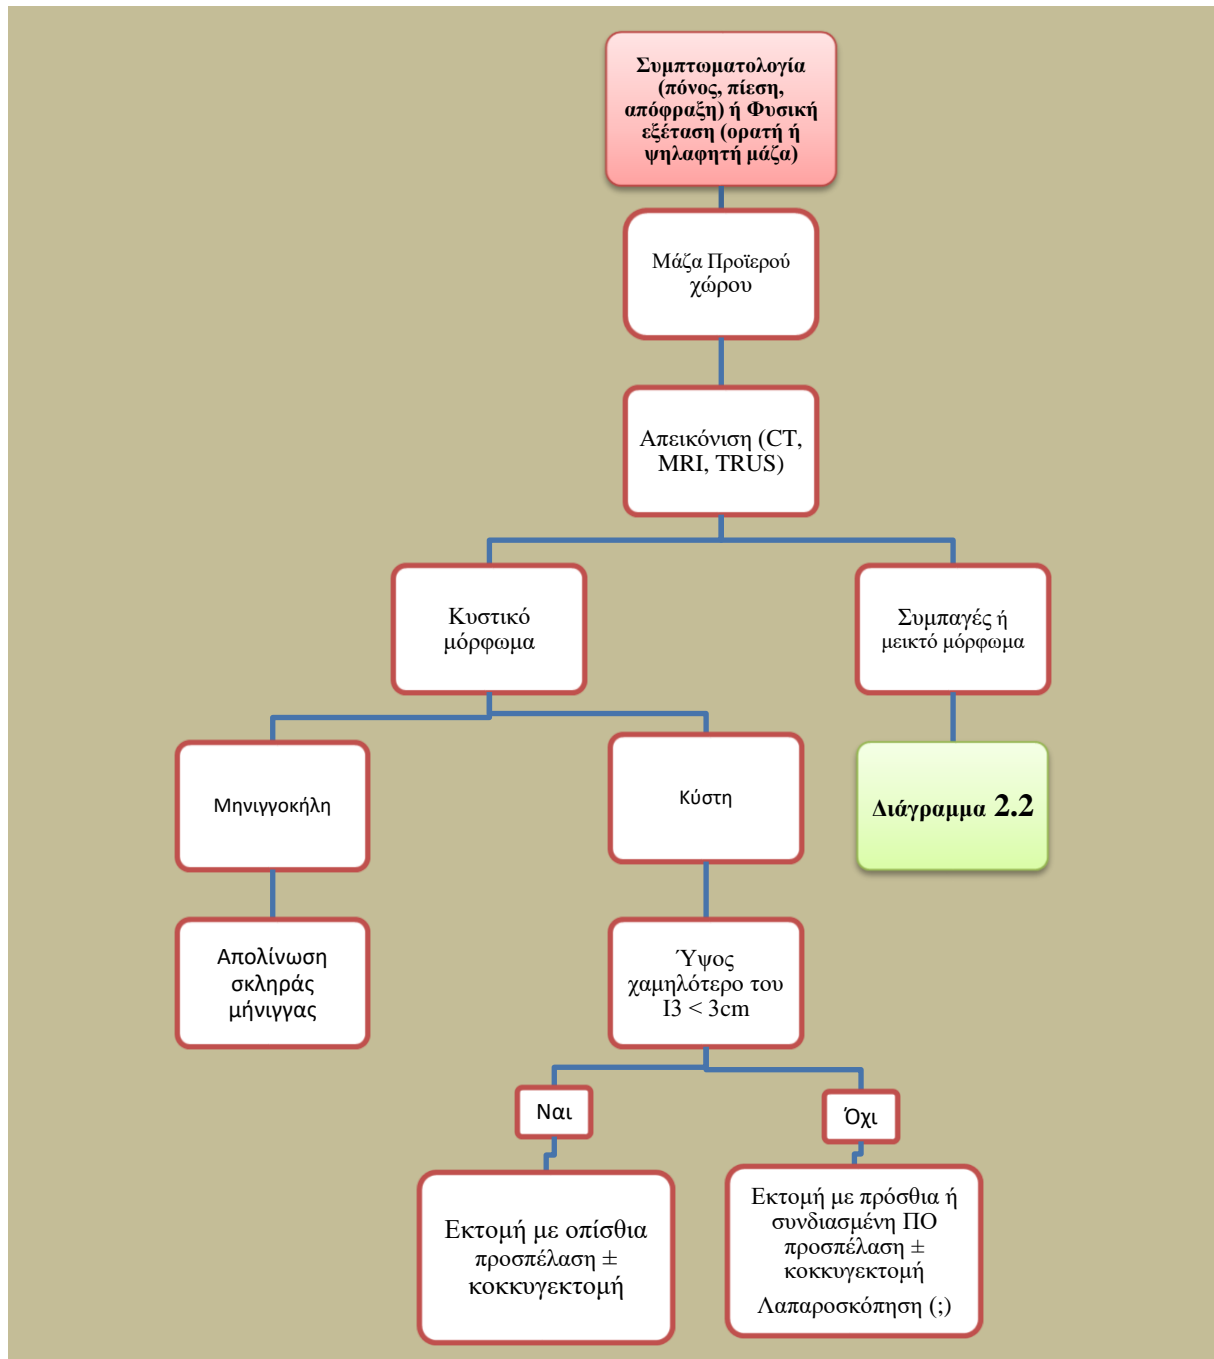 Συμπτωματολογία
(πόνος, πίεση,
απόφραξη) ή Φυσική
εξέταση (ορατή ή
ψηλαφητή μάζα)
Μάζα Προϊερού
χώρου
Απεικόνιση (CT,
MRI, TRUS)
Κυστικό
μόρφωμα
Συμπαγές ή
μεικτό μόρφωμα
Μηνιγγοκήλη
Κύστη
Διάγραμμα 2.2
Απολίνωση
σκληράς
μήνιγγας
Ύψος
χαμηλότερο του
Ι3 < 3cm
Ναι
Όχι
Εκτομή με οπίσθια
προσπέλαση ±
κοκκυγεκτομή
Εκτομή με πρόσθια ή
συνδιασμένη ΠΟ
προσπέλαση ±
κοκκυγεκτομή
Λαπαροσκόπηση (;)